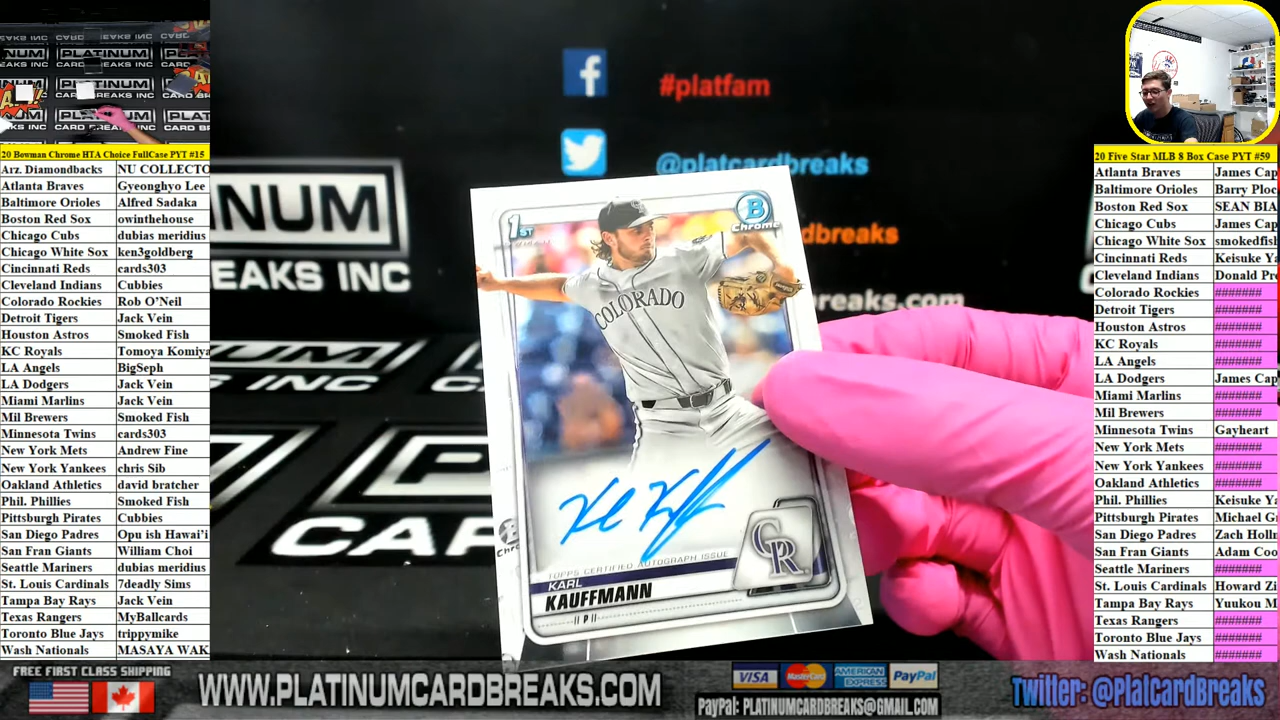 20 Bowman Chrome HTA Choice FullCase PYT #15
Arz. Diamondbacks NU COLLECTO
Atlanta Braves Gyeonghyo Lee
Baltimore Orioles Alfred Sadaka
Boston Red Sox owinthehouse
Chicago Cubs dubias meridius
Chicago White Sox ken3goldberg
Cincinnati Reds cards303
Cleveland Indians Cubbies
Colorado Rockies Rob O'Neil
Detroit Tigers Jack Vein
Houston Astros Smoked Fish
KC Royals Tomoya Komiya
LA Angels BigSeph
LA Dodgers Jack Vein
Miami Marlins Jack Vein
Mil Brewers Smoked Fish
Minnesota Twins cards303
New York Mets Andrew Fine
New York Yankees chris Sib
Oakland Athletics david bratcher
Phil. Phillies Smoked Fish
Pittsburgh Pirates Cubbies
San Diego Padres Opu ish Hawai'i
San Fran Giants William Choi
Seattle Mariners dubias meridius
St. Louis Cardinals 7deadly Sims
Tampa Bay Rays Jack Vein
Texas Rangers MyBallcards
Toronto Blue Jays trippymike
Wash Nationals MASAYA WAK
#platfam
@platcardbreaks
dbreaks
dbreaks.com
INUM
EAKS INC
CAR
1ST
B
Chrome
COLORADO
TOPPS CERTIFIED AUTOGRAPH ISSUE
CR
KARL
KAUFFMANN
|| P ||
20 Five Star MLB 8 Box Case PYT #59
Atlanta Braves James Cap
Baltimore Orioles Barry Ploc
Boston Red Sox SEAN BIA
Chicago Cubs James Cap
Chicago White Sox smokedfish
Cincinnati Reds Keisuke Ya
Cleveland Indians Donald Pre
Colorado Rockies #######
Detroit Tigers #######
Houston Astros #######
KC Royals #######
LA Angels #######
LA Dodgers James Cap
Miami Marlins #######
Mil Brewers #######
Minnesota Twins Gayheart
New York Mets #######
New York Yankees #######
Oakland Athletics #######
Phil. Phillies Keisuke Ya
Pittsburgh Pirates Michael G
San Diego Padres Zach Holln
San Fran Giants Adam Coo
Seattle Mariners #######
St. Louis Cardinals Howard Zi
Tampa Bay Rays Yuukou M
Texas Rangers #######
Toronto Blue Jays #######
Wash Nationals #######
FREE FIRST CLASS SHIPPING
WWW.PLATINUMCARDBREAKS.COM
VISA MasterCard AMERICAN EXPRESS PayPal
PayPal: PLATINUMCARDBREAKS@GMAIL.COM
Twitter: @PlatCardBreaks